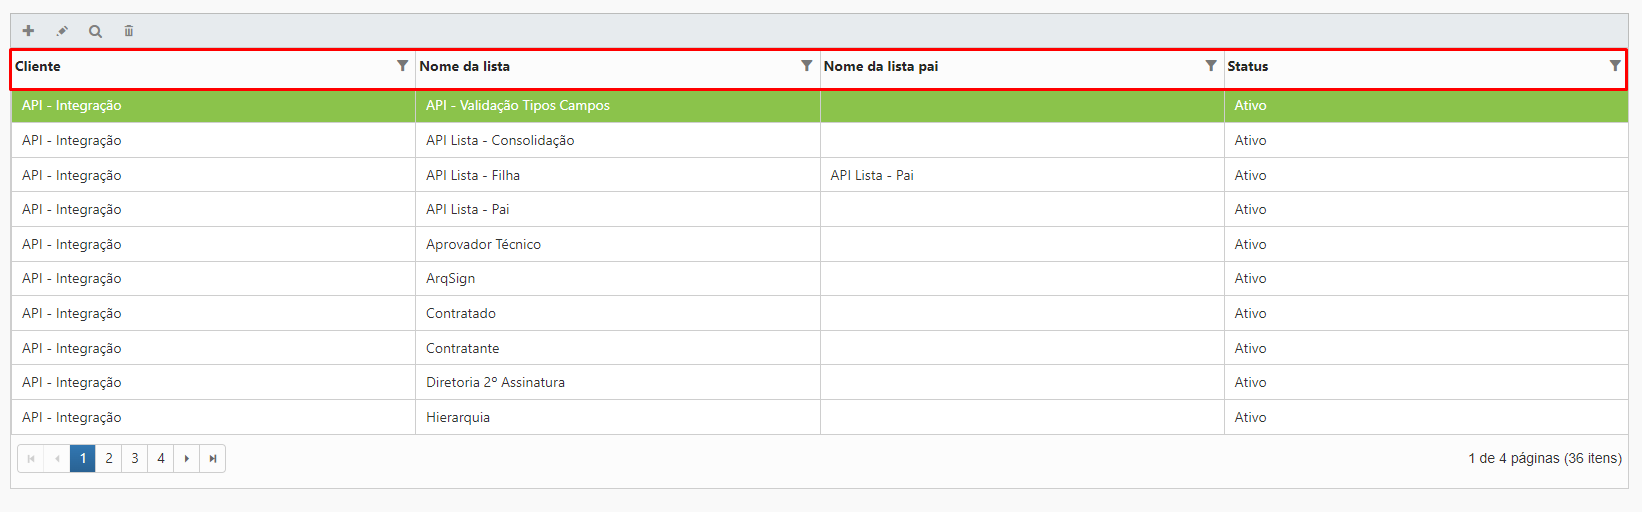 Cliente Nome da lista Nome da lista pai Status
API - Integração API - Validação Tipos Campos Ativo
API - Integração API Lista - Consolidação Ativo
API - Integração API Lista - Filha API Lista - Pai Ativo
API - Integração API Lista - Pai Ativo
API - Integração Aprovador Técnico Ativo
API - Integração ArqSign Ativo
API - Integração Contratado Ativo
API - Integração Contratante Ativo
API - Integração Diretoria 2º Assinatura Ativo
API - Integração Hierarquia Ativo
1 2 3 4 1 de 4 páginas (36 itens)